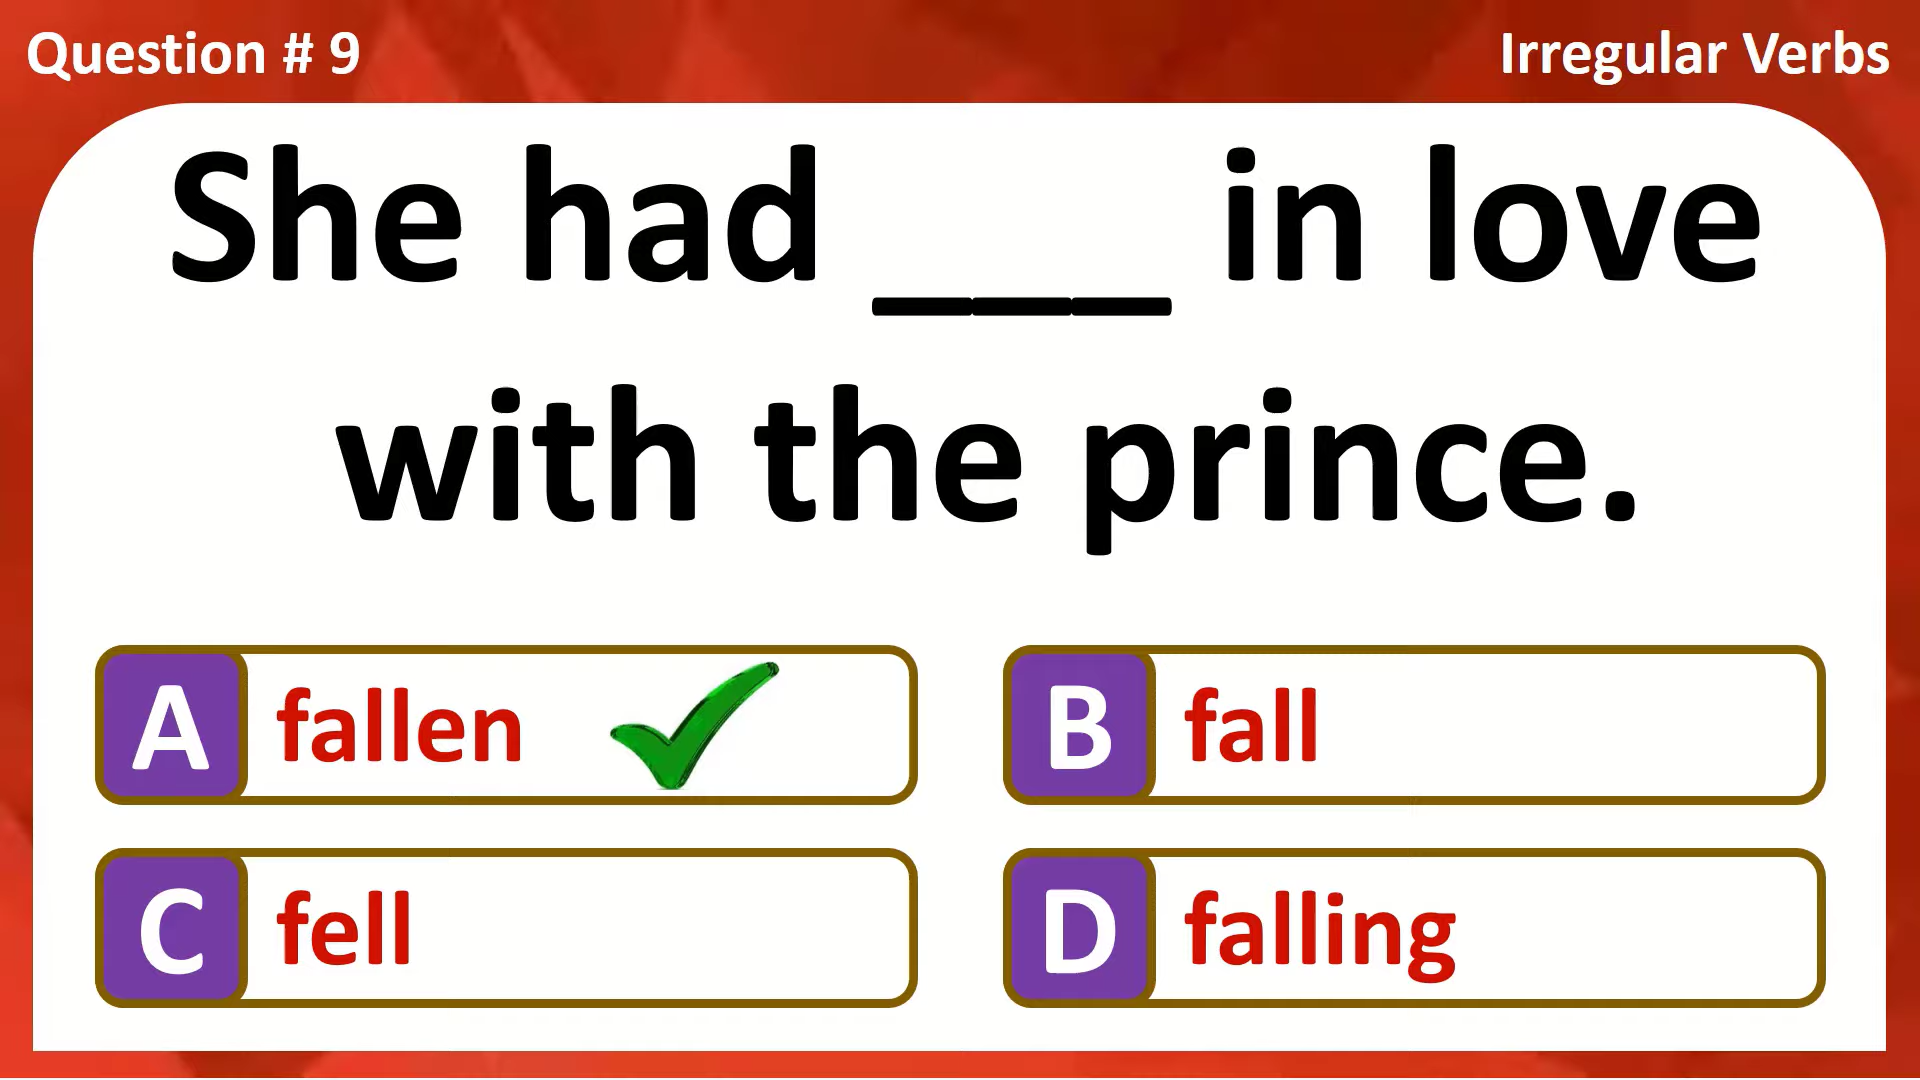 Question # 9
Irregular Verbs
She had ___ in love
with the prince.
A fallen
B fall
C fell
D falling